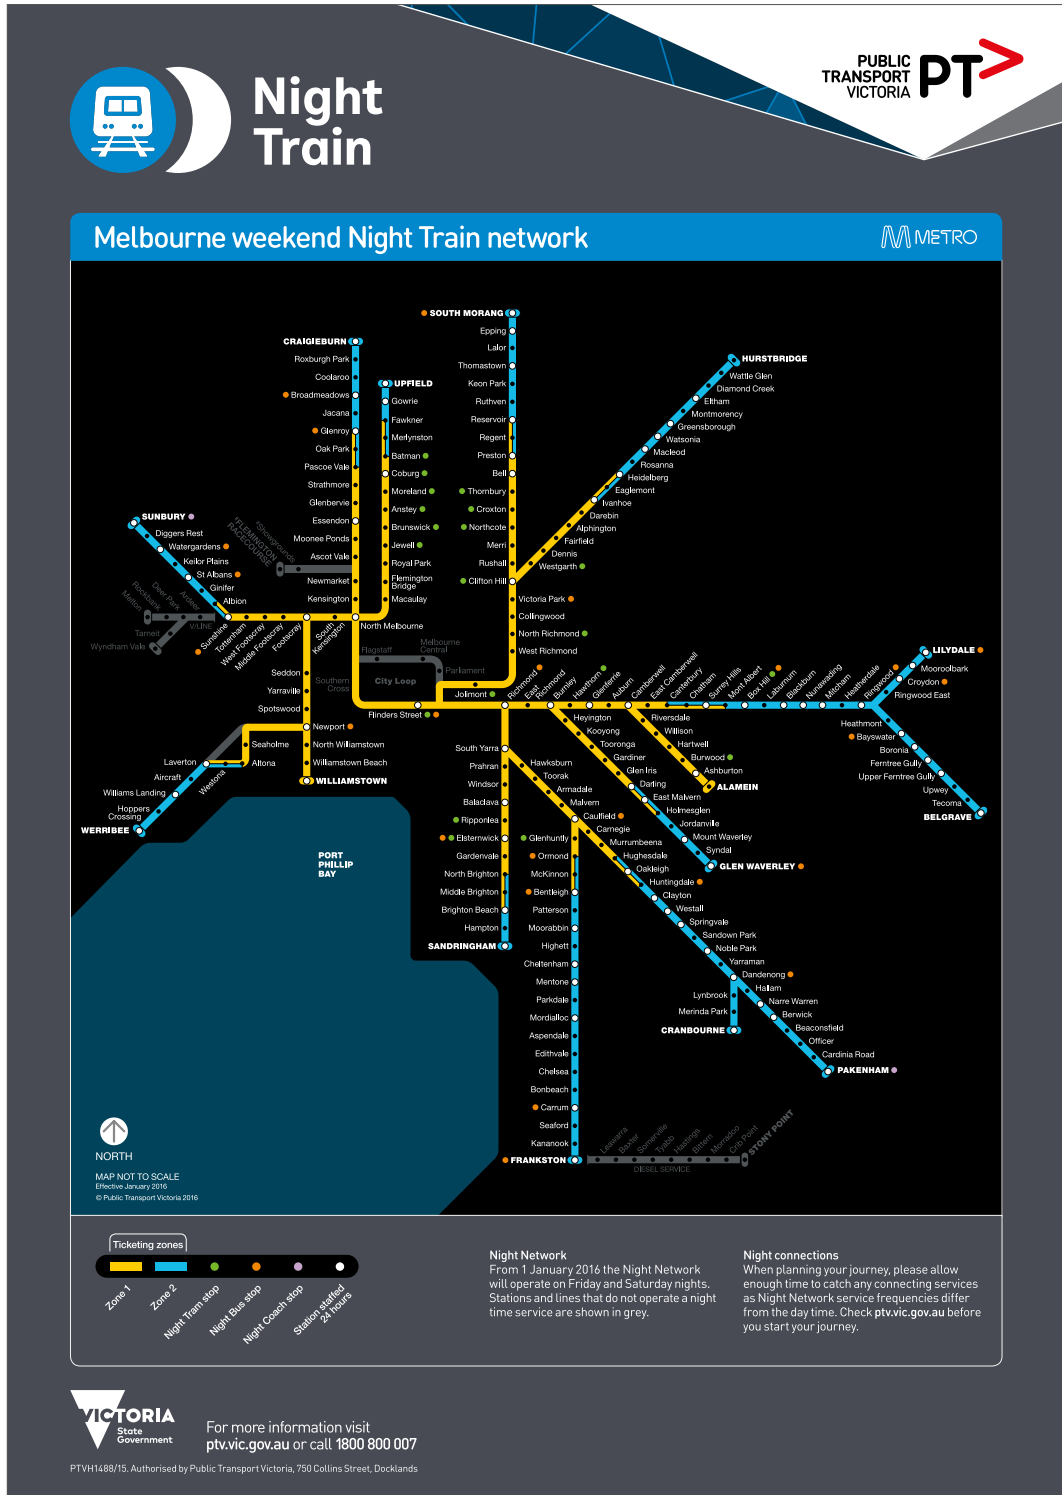 Night
Train
PUBLIC
TRANSPORT
VICTORIA
PT
Melbourne weekend Night Train network
METRO
SOUTH MORANG
Epping
Lalor
Thomastown
Keon Park
Ruthven
Reservoir
Regent
Preston
Bell
Thornbury
Croxton
Northcote
Merri
Rushall
Clifton Hill
Victoria Park
Collingwood
North Richmond
West Richmond
Jolimont
CRAIGIEBURN
Roxburgh Park
Coolaroo
Broadmeadows
Jacana
Glenroy
Oak Park
Pascoe Vale
Strathmore
Glenbervie
Essendon
Moonee Ponds
Ascot Vale
Newmarket
Kensington
UPFIELD
Gowrie
Fawkner
Merlynston
Batman
Coburg
Moreland
Anstey
Brunswick
Jewell
Royal Park
Flemington
Bridge
Macaulay
North Melbourne
HURSTBRIDGE
Wattle Glen
Diamond Creek
Eltham
Montmorency
Greensborough
Watsonia
Macleod
Rosanna
Heidelberg
Eaglemont
Ivanhoe
Darebin
Alphington
Fairfield
Dennis
Westgarth
SUNBURY
Diggers Rest
Watergardens
Keilor Plains
St Albans
Ginifer
Albion
Sunshine
Tottenham
West Footscray
Middle Footscray
Footscray
South
Kensington
*Showgrounds
*FLEMINGTON
RACECOURSE
Melton
Rockbank
Deer Park
Ardeer
V/LINE
Tarneit
Wyndham Vale
Flagstaff
Melbourne
Central
Parliament
Southern
Cross
City Loop
Flinders Street
Seddon
Yarraville
Spotswood
Newport
North Williamstown
Williamstown Beach
WILLIAMSTOWN
Seaholme
Altona
Westona
Laverton
Aircraft
Williams Landing
Hoppers
Crossing
WERRIBEE
Richmond
East
Richmond
Burnley
Hawthorn
Glenferrie
Auburn
Camberwell
East Camberwell
Canterbury
Chatham
Surrey Hills
Mont Albert
Box Hill
Laburnum
Blackburn
Nunawading
Mitcham
Heatherdale
Ringwood
LILYDALE
Mooroolbark
Croydon
Ringwood East
Heathmont
Bayswater
Boronia
Ferntree Gully
Upper Ferntree Gully
Upwey
Tecoma
BELGRAVE
Riversdale
Willison
Hartwell
Burwood
Ashburton
ALAMEIN
Heyington
Kooyong
Tooronga
Gardiner
Glen Iris
Darling
East Malvern
Holmesglen
Jordanville
Mount Waverley
Syndal
GLEN WAVERLEY
South Yarra
Prahran
Windsor
Balaclava
Ripponlea
Elsternwick
Gardenvale
North Brighton
Middle Brighton
Brighton Beach
Hampton
SANDRINGHAM
Hawksburn
Toorak
Armadale
Malvern
Caulfield
Carnegie
Murrumbeena
Hughesdale
Oakleigh
Huntingdale
Clayton
Westall
Springvale
Sandown Park
Noble Park
Yarraman
Dandenong
Hallam
Narre Warren
Berwick
Beaconsfield
Officer
Cardinia Road
PAKENHAM
Lynbrook
Merinda Park
CRANBOURNE
Glenhuntly
Ormond
McKinnon
Bentleigh
Patterson
Moorabbin
Highett
Cheltenham
Mentone
Parkdale
Mordialloc
Aspendale
Edithvale
Chelsea
Bonbeach
Carrum
Seaford
Kananook
FRANKSTON
Leawarra
Baxter
Somerville
Tyabb
Hastings
Bittern
Morradoo
Crib Point
STONY POINT
DIESEL SERVICE
PORT
PHILLIP
BAY
NORTH
MAP NOT TO SCALE
Effective January 2016
© Public Transport Victoria 2016
Ticketing zones
Zone 1
Zone 2
Night Tram stop
Night Bus stop
Night Coach stop
Station staffed
24 hours
Night Network
From 1 January 2016 the Night Network
will operate on Friday and Saturday nights.
Stations and lines that do not operate a night
time service are shown in grey.
Night connections
When planning your journey, please allow
enough time to catch any connecting services
as Night Network service frequencies differ
from the day time. Check ptv.vic.gov.au before
you start your journey.
VICTORIA
State
Government
For more information visit
ptv.vic.gov.au or call 1800 800 007
PTVH1488/15. Authorised by Public Transport Victoria, 750 Collins Street, Docklands